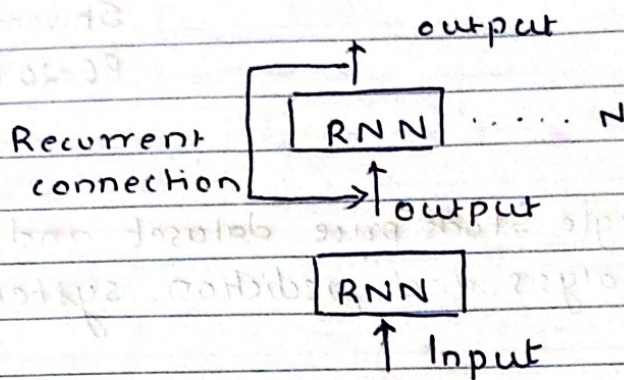 output
RNN ..... N
Recurrent
connection
output
RNN
Input